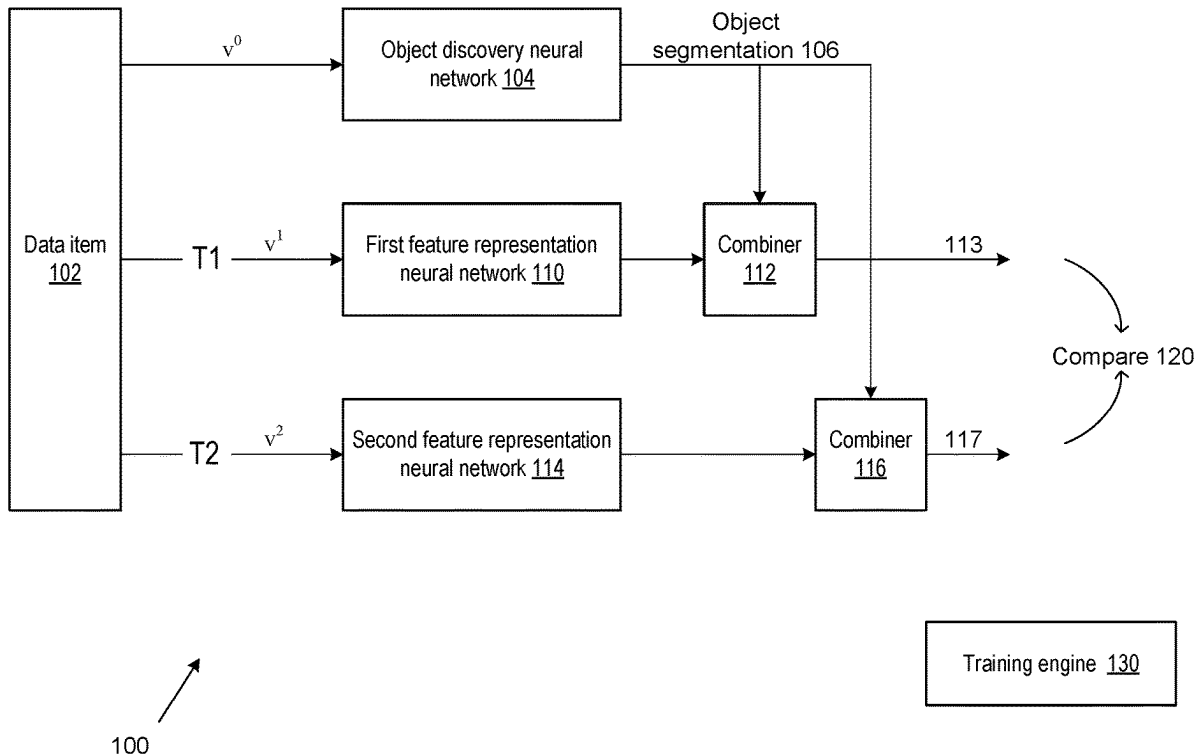 Object
segmentation 106
v⁰
Object discovery neural
network 104
Data item
102
T1
v¹
First feature representation
neural network 110
Combiner
112
113
Compare 120
T2
v²
Second feature representation
neural network 114
Combiner
116
117
Training engine 130
100